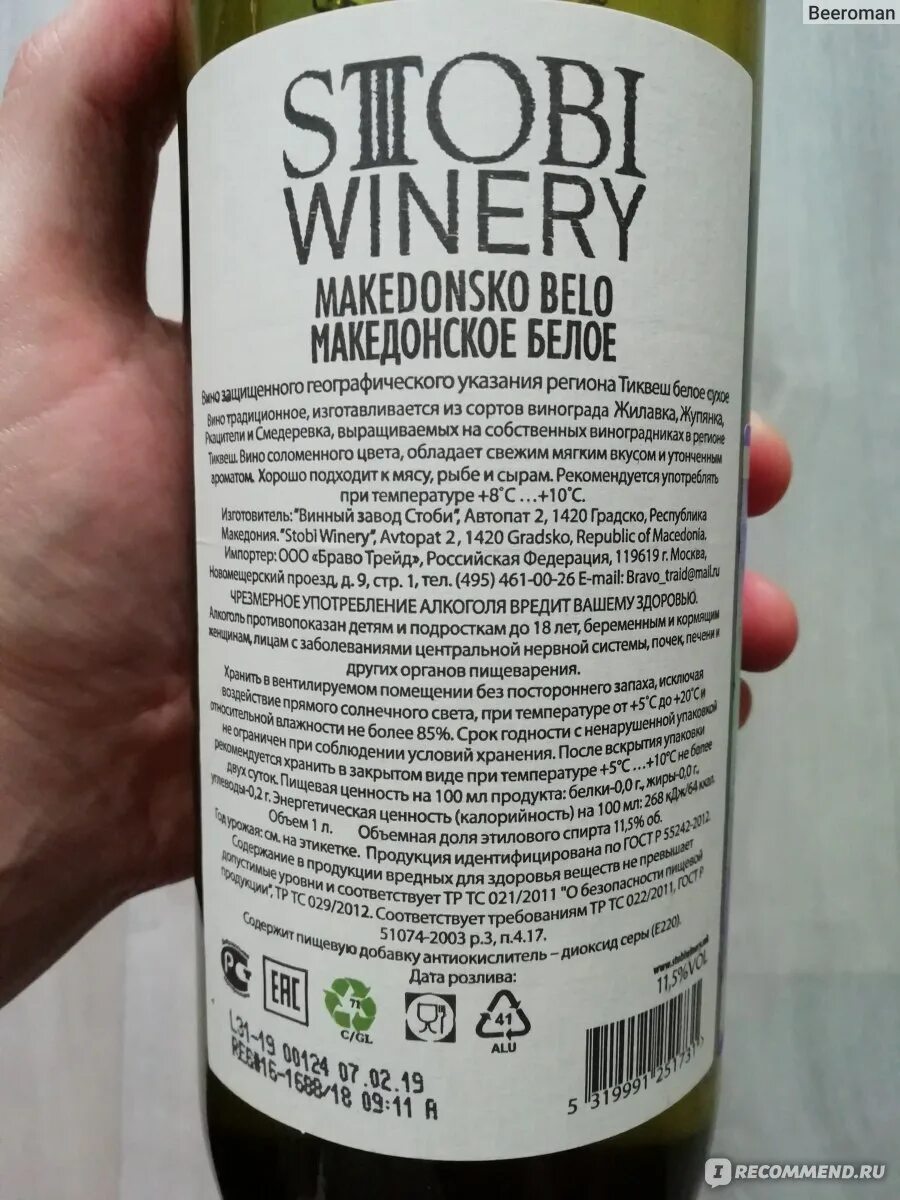 Beeroman
STOBI
WINERY
MAKEDONSKO BELO
МАКЕДОНСКОЕ БЕЛОЕ
Вино защищенного географического указания региона Тиквеш белое сухое
Вино традиционное, изготавливается из сортов винограда Жилавка, Жупянка,
Ркацители и Смедеревка, выращиваемых на собственных виноградниках в регионе
Тиквеш. Вино соломенного цвета, обладает свежим мягким вкусом и утонченным
ароматом. Хорошо подходит к мясу, рыбе и сырам. Рекомендуется употреблять
при температуре +8°C ...+10°C.
Изготовитель: "Винный завод Стоби", Автопат 2, 1420 Градско, Республика
Македония. "Stobi Winery", Avtopat 2, 1420 Gradsko, Republic of Macedonia.
Импортер: ООО «Браво Трейд», Российская Федерация, 119619 г. Москва,
Новомещерский проезд, д. 9, стр. 1, тел. (495) 461-00-26 E-mail: Bravo_traid@mail.ru
ЧРЕЗМЕРНОЕ УПОТРЕБЛЕНИЕ АЛКОГОЛЯ ВРЕДИТ ВАШЕМУ ЗДОРОВЬЮ.
Алкоголь противопоказан детям и подросткам до 18 лет, беременным и кормящим
женщинам, лицам с заболеваниями центральной нервной системы, почек, печени и
других органов пищеварения.
Хранить в вентилируемом помещении без постороннего запаха, исключая
воздействие прямого солнечного света, при температуре от +5°C до +20°C и
относительной влажности не более 85%. Срок годности с ненарушенной упаковкой
не ограничен при соблюдении условий хранения. После вскрытия упаковки
рекомендуется хранить в закрытом виде при температуре +5°C ...+10°C не более
двух суток. Пищевая ценность на 100 мл продукта: белки-0,0 г., жиры-0,0 г.,
углеводы-0,2 г. Энергетическая ценность (калорийность) на 100 мл: 268 кДж/64 ккал.
Объем 1 л. Объемная доля этилового спирта 11,5% об.
Год урожая: см. на этикетке. Продукция идентифицирована по ГОСТ Р 55242-2012.
Содержание в продукции вредных для здоровья веществ не превышает
допустимые уровни и соответствует ТР ТС 021/2011 "О безопасности пищевой
продукции", ТР ТС 029/2012. Соответствует требованиям ТР ТС 022/2011, ГОСТ Р
51074-2003 р.3, п.4.17.
Содержит пищевую добавку антиокислитель – диоксид серы (Е220).
Дата розлива:
www.stobiwinery.mk
11,5%VOL
EAC
71
C/GL
41
ALU
L31-19 00124 07.02.19
REG#16-1688/18 09:11 A
5 319991 251731
IRECOMMEND.RU